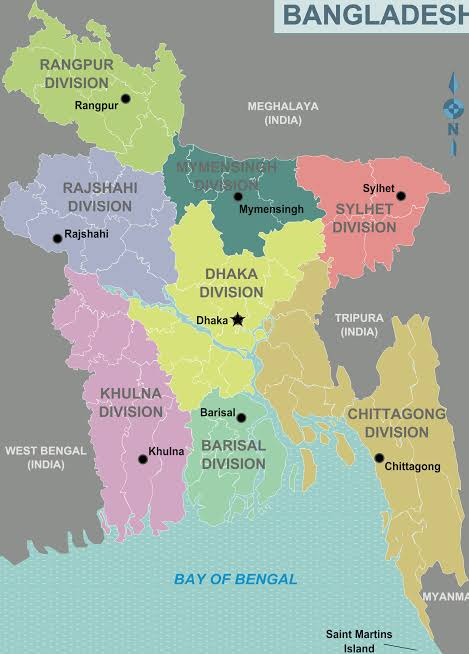 BANGLADESH
RANGPUR
DIVISION
Rangpur
MEGHALAYA
(INDIA)
N
MYMENSINGH
DIVISION
Mymensingh
RAJSHAHI
DIVISION
Rajshahi
Sylhet
SYLHET
DIVISION
DHAKA
DIVISION
Dhaka
TRIPURA
(INDIA)
KHULNA
DIVISION
Khulna
Barisal
BARISAL
DIVISION
CHITTAGONG
DIVISION
Chittagong
WEST BENGAL
(INDIA)
BAY OF BENGAL
MYANMA
Saint Martins
Island